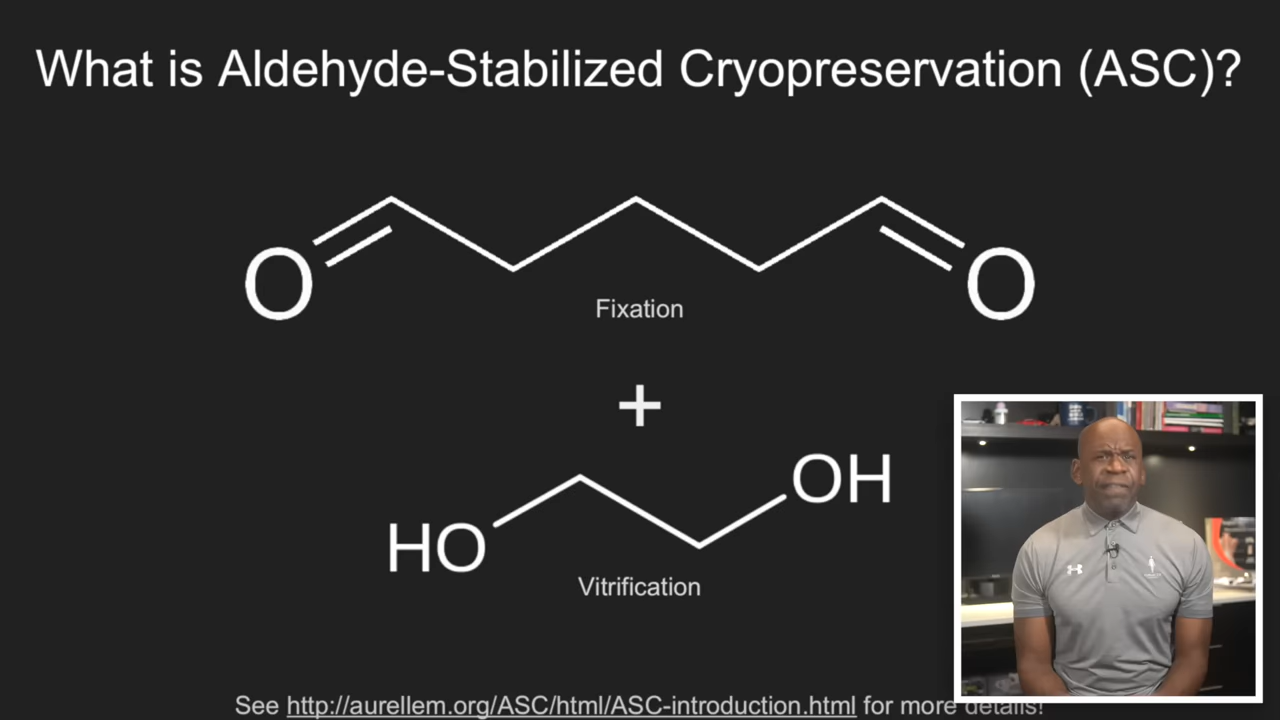 What is Aldehyde-Stabilized Cryopreservation (ASC)?
O
O
Fixation
+
OH
HO
Vitrification
See http://aurellem.org/ASC/html/ASC-introduction.html for more details!